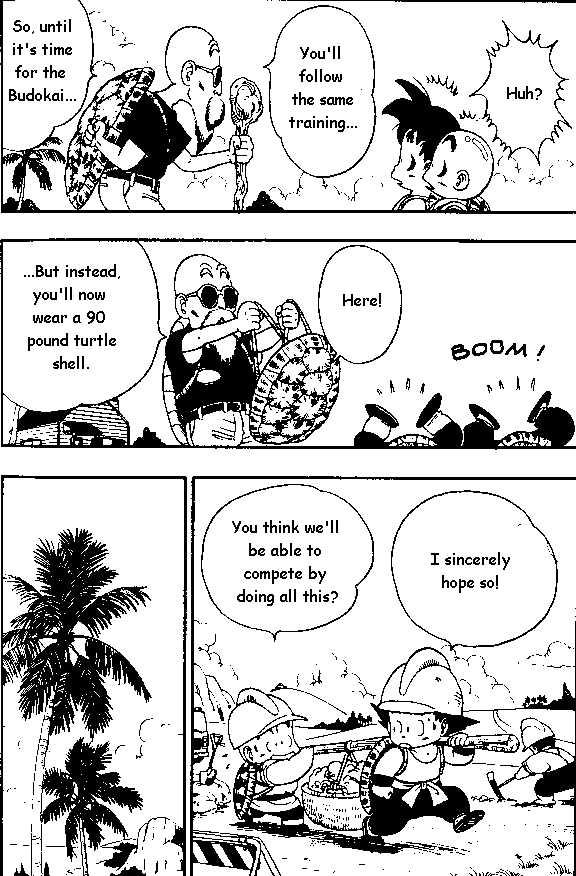 So, until
it's time
for the
Budokai...
You'll
follow
the same
training...
Huh?
...But instead,
you'll now
wear a 90
pound turtle
shell.
Here!
BOOM!
You think we'll
be able to
compete by
doing all this?
I sincerely
hope so!